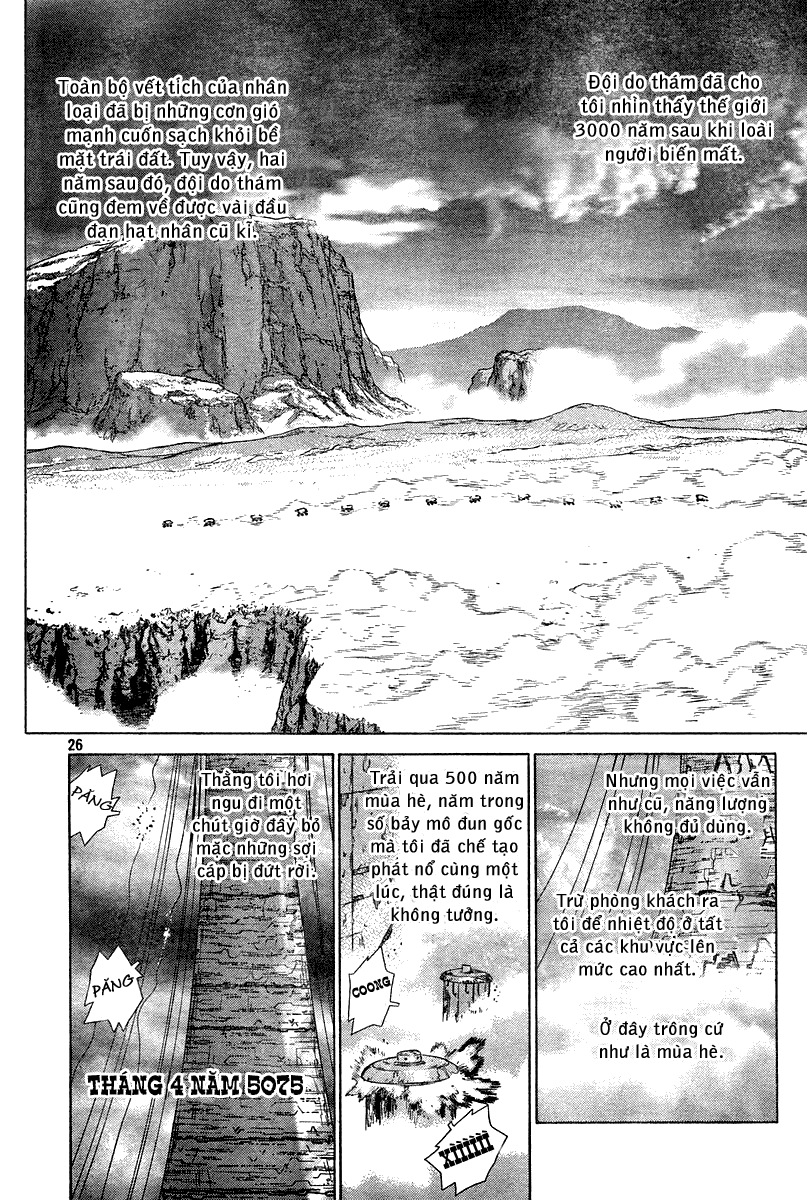 Đội do thám đã cho
tôi nhìn thấy thế giới
3000 năm sau khi loài
người biến mất.
Toàn bộ vết tích của nhân
loại đã bị những cơn gió
mạnh cuốn sạch khỏi bề
mặt trái đất. Tuy vậy, hai
năm sau đó, đội do thám
cũng đem về được vài đầu
đạn hạt nhân cũ kĩ.
26
Nhưng mọi việc vẫn
như cũ, năng lượng
không đủ dùng.
Trừ phòng khách ra
tôi để nhiệt độ ở tất
cả các khu vực lên
mức cao nhất.
Ở đây trông cứ
như là mùa hè.
Trải qua 500 năm
mùa hè, năm trong
số bảy mô đun gốc
mà tôi đã chế tạo
phát nổ cùng một
lúc, thật đúng là
không tưởng.
COONG
XIIIIII
Thằng tôi hơi
ngu đi một
chút giờ đây bỏ
mặc những sợi
cáp bị đứt rời.
PĂNG
PĂNG
THÁNG 4 NĂM 5075